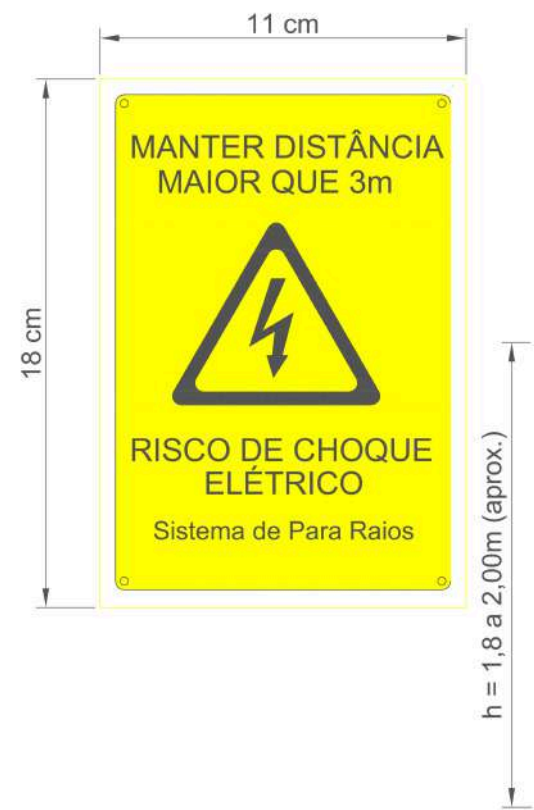 11 cm
18 cm
MANTER DISTÂNCIA
MAIOR QUE 3m
RISCO DE CHOQUE
ELÉTRICO
Sistema de Para Raios
h = 1,8 a 2,00m (aprox.)